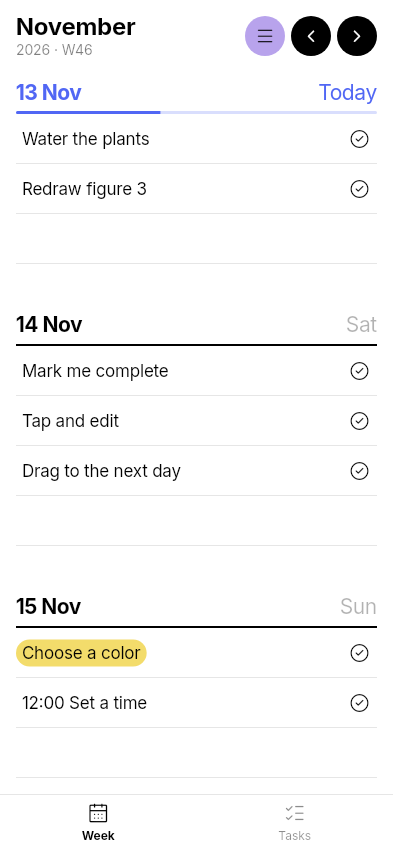 November
2026 · W46
13 Nov Today
Water the plants
Redraw figure 3
14 Nov Sat
Mark me complete
Tap and edit
Drag to the next day
15 Nov Sun
Choose a color
12:00 Set a time
Week Tasks